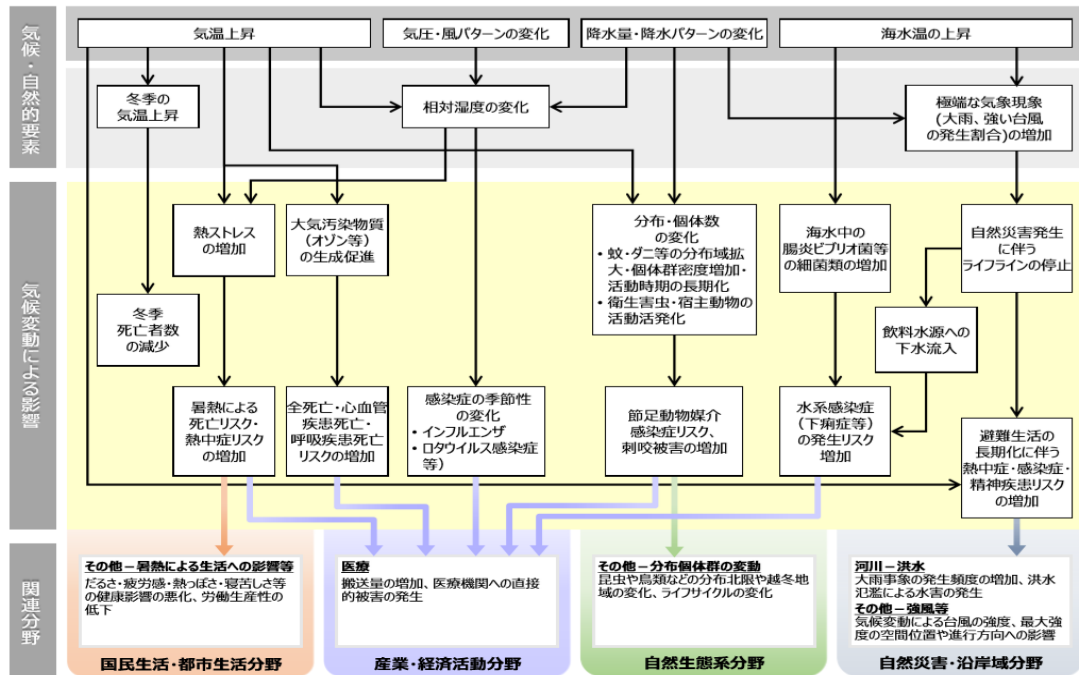 気候・自然的要素
気温上昇
気圧・風パターンの変化
降水量・降水パターンの変化
海水温の上昇
冬季の
気温上昇
相対湿度の変化
極端な気象現象
(大雨、強い台風
の発生割合)の増加
気候変動による影響
熱ストレス
の増加
大気汚染物質
(オゾン等)
の生成促進
分布・個体数
の変化
• 蚊・ダニ等の分布域拡
大・個体群密度増加・
活動時期の長期化
• 衛生害虫・宿主動物の
活動活発化
海水中の
腸炎ビブリオ菌等
の細菌類の増加
自然災害発生
に伴う
ライフラインの停止
冬季
死亡者数
の減少
飲料水源への
下水流入
暑熱による
死亡リスク・
熱中症リスク
の増加
全死亡・心血管
疾患死亡・
呼吸疾患死亡
リスクの増加
感染症の季節性
の変化
• インフルエンザ
• ロタウイルス感染症
等)
節足動物媒介
感染症リスク、
刺咬被害の増加
水系感染症
(下痢症等)
の発生リスク
増加
避難生活の
長期化に伴う
熱中症・感染症・
精神疾患リスク
の増加
関連分野
その他－暑熱による生活への影響等
だるさ・疲労感・熱っぽさ・寝苦しさ等
の健康影響の悪化、労働生産性の
低下
国民生活・都市生活分野
医療
搬送量の増加、医療機関への直接
的被害の発生
産業・経済活動分野
その他－分布個体群の変動
昆虫や鳥類などの分布北限や越冬地
域の変化、ライフサイクルの変化
自然生態系分野
河川－洪水
大雨事象の発生頻度の増加、洪水
氾濫による水害の発生
その他－強風等
気候変動による台風の強度、最大強
度の空間位置や進行方向への影響
自然災害・沿岸域分野